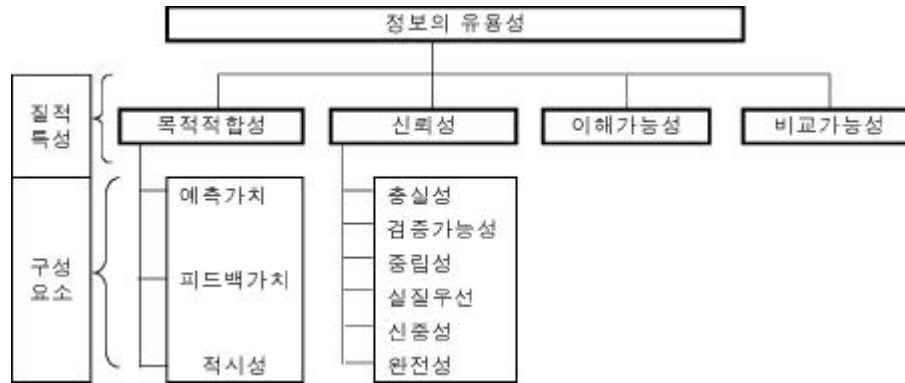 정보의 유용성
질적
특성
목적적합성
신뢰성
이해가능성
비교가능성
구성
요소
예측가치
피드백가치
적시성
충실성
검증가능성
중립성
실질우선
신중성
완전성